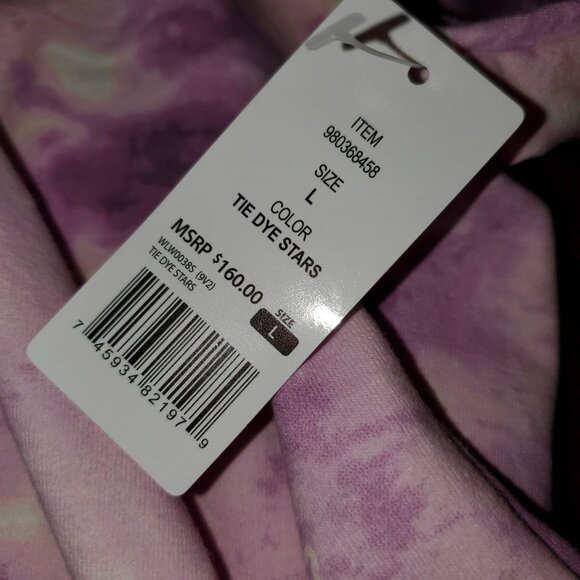 ITEM
980368458
SIZE
L
COLOR
TIE DYE STARS
MSRP $160.00
WLW0038S (9V2)
TIE DYE STARS
SIZE
L
7 45934 82197 9